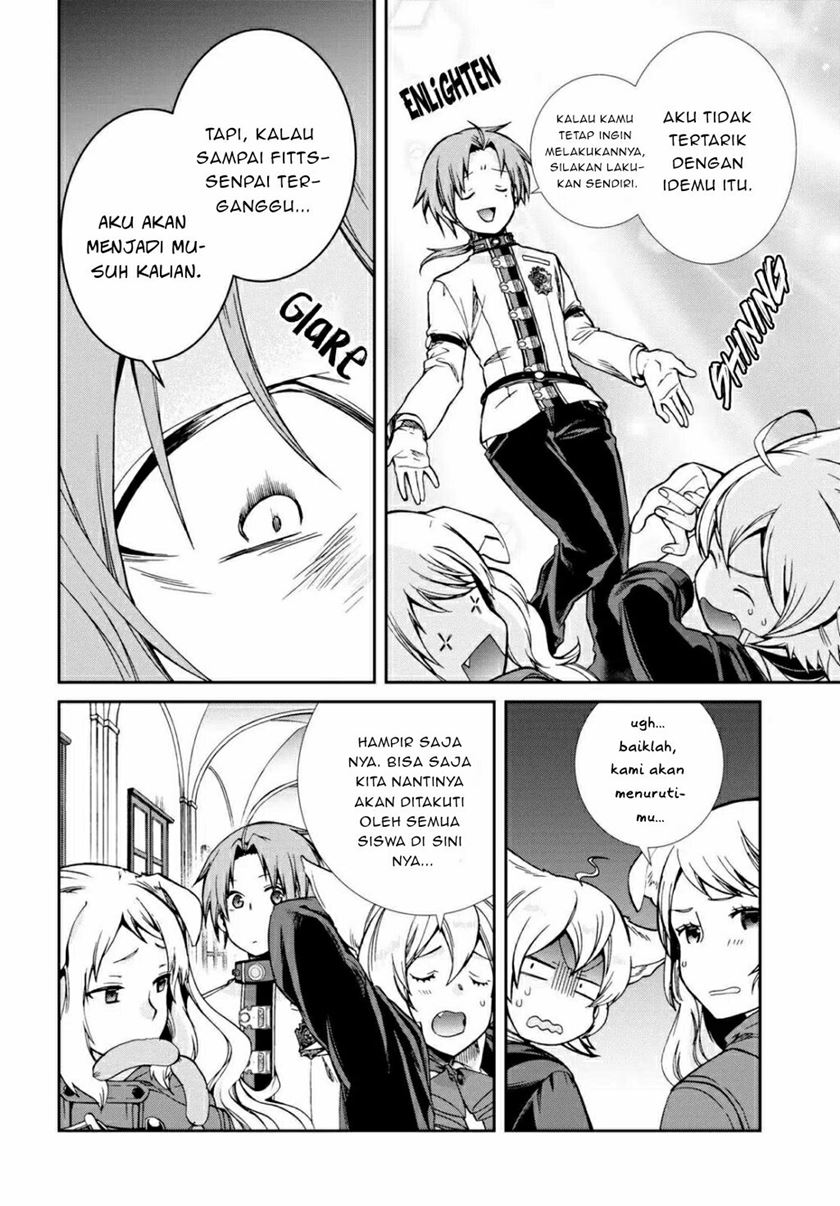 AKU TIDAK
TERTARIK
DENGAN
IDEMU ITU.
KALAU KAMU
TETAP INGIN
MELAKUKANNYA,
SILAKAN LAKU-
KAN SENDIRI.
ENLIGHTEN
SHINING
TAPI, KALAU
SAMPAI FITTS-
SENPAI TER-
GANGGU...
AKU AKAN
MENJADI MU-
SUH KALIAN.
GLARE
ugh...
baiklah,
kami akan
menuruti-
mu...
HAMPIR SAJA
NYA. BISA SAJA
KITA NANTINYA
AKAN DITAKUTI
OLEH SEMUA
SISWA DI SINI
NYA...